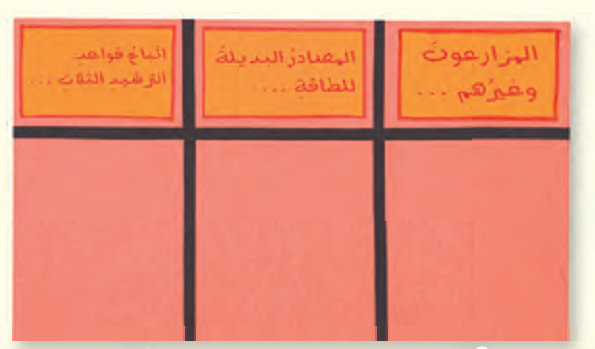 المزارعونَ
وغيرُهم ...
المصادرُ البديلةُ
للطاقةِ ...
اتباعُ قواعدِ
الترشيدِ الثلاث ...